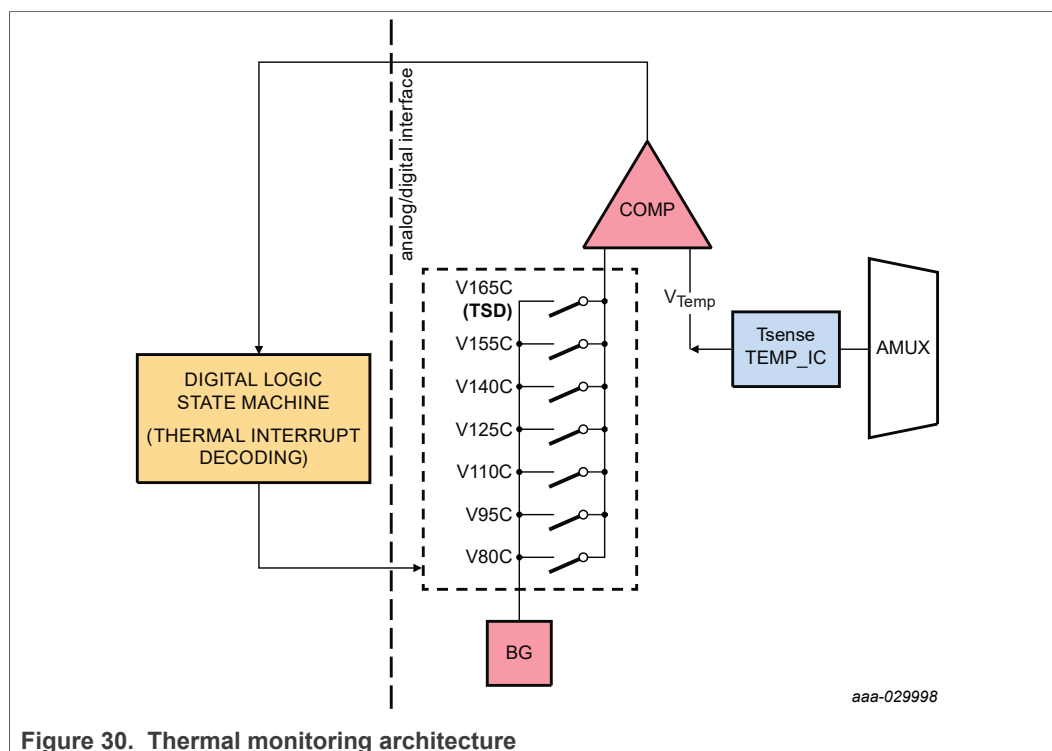 analog/digital interface
COMP
V165C
(TSD)
VTemp
V155C
Tsense
TEMP_IC
AMUX
V140C
DIGITAL LOGIC
STATE MACHINE
(THERMAL INTERRUPT
DECODING)
V125C
V110C
V95C
V80C
BG
aaa-029998
Figure 30. Thermal monitoring architecture